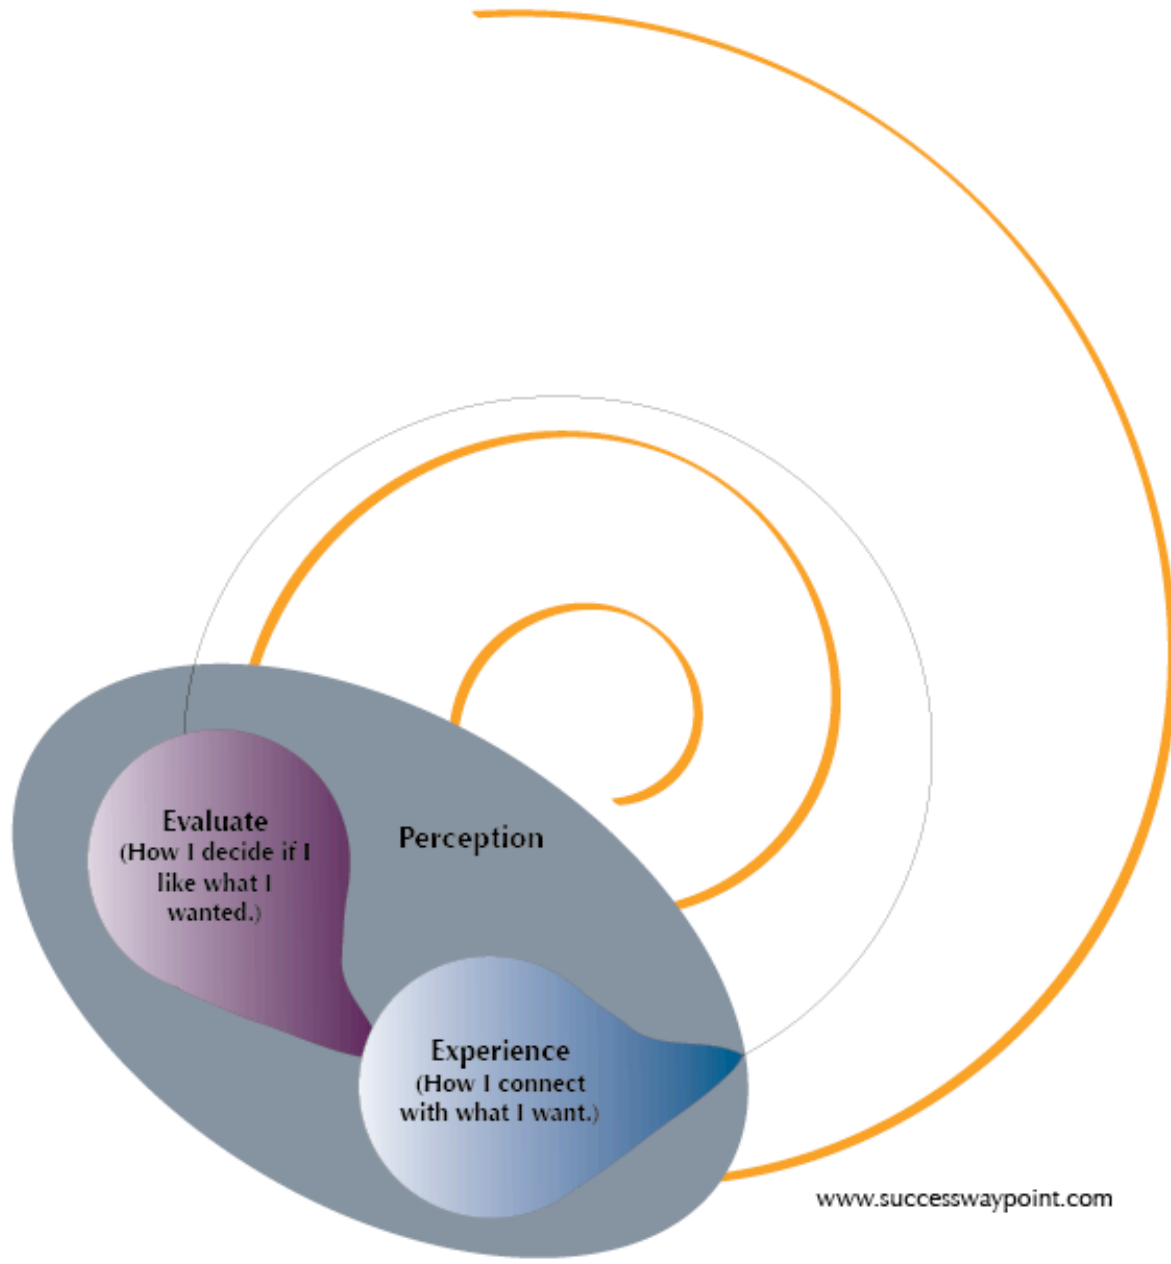 Evaluate
(How I decide if I
like what I
wanted.)
Perception
Experience
(How I connect
with what I want.)
www.successwaypoint.com